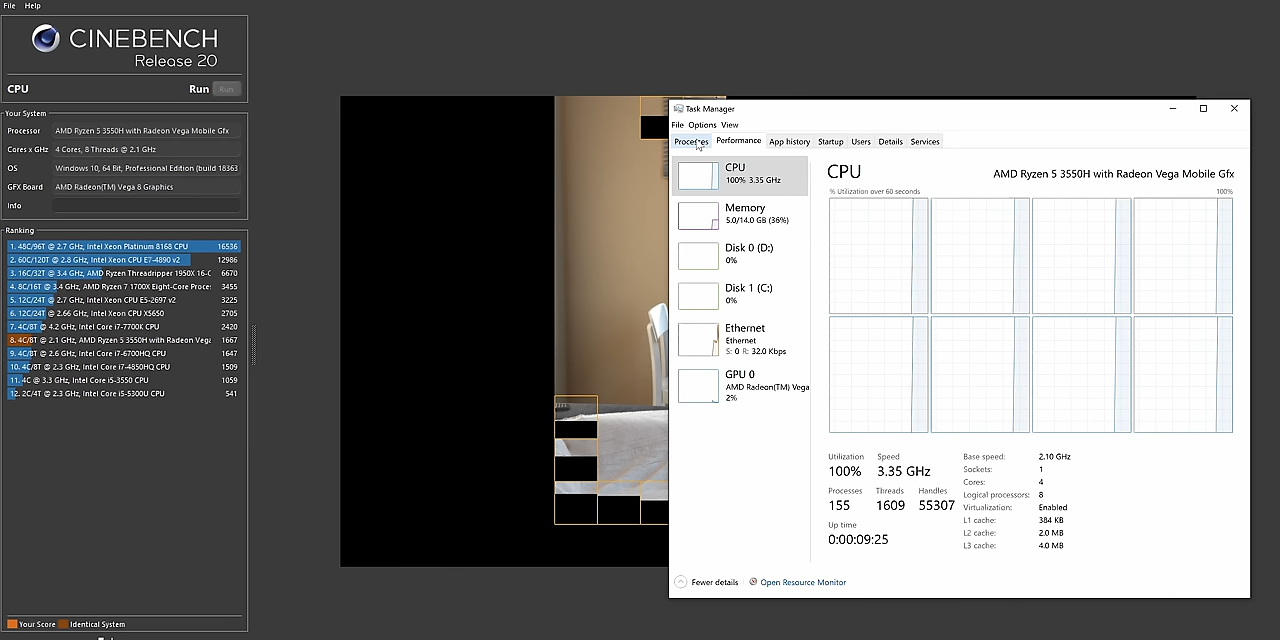 File Help
CINEBENCH
Release 20
CPU Run Run
Your System
Processor AMD Ryzen 5 3550H with Radeon Vega Mobile Gfx
Cores x GHz 4 Cores, 8 Threads @ 2.1 GHz
OS Windows 10, 64 Bit, Professional Edition (build 18363
GFX Board AMD Radeon(TM) Vega 8 Graphics
Info
Ranking
1. 48C/96T @ 2.7 GHz, Intel Xeon Platinum 8168 CPU 16536
2. 60C/120T @ 2.8 GHz, Intel Xeon CPU E7-4890 v2 12986
3. 16C/32T @ 3.4 GHz, AMD Ryzen Threadripper 1950X 16-C 6670
4. 8C/16T @ 3.4 GHz, AMD Ryzen 7 1700X Eight-Core Proce: 3455
5. 12C/24T @ 2.7 GHz, Intel Xeon CPU E5-2697 v2 3225
6. 12C/24T @ 2.66 GHz, Intel Xeon CPU X5650 2705
7. 4C/8T @ 4.2 GHz, Intel Core i7-7700K CPU 2420
8. 4C/8T @ 2.1 GHz, AMD Ryzen 5 3550H with Radeon Vega 1667
9. 4C/8T @ 2.6 GHz, Intel Core i7-6700HQ CPU 1647
10. 4C/8T @ 2.3 GHz, Intel Core i7-4850HQ CPU 1509
11. 4C @ 3.3 GHz, Intel Core i5-3550 CPU 1059
12. 2C/4T @ 2.3 GHz, Intel Core i5-5300U CPU 541
Your Score Identical System
Task Manager
File Options View
Processes Performance App history Startup Users Details Services
CPU
100% 3.35 GHz
Memory
5.0/14.0 GB (36%)
Disk 0 (D:)
0%
Disk 1 (C:)
0%
Ethernet
Ethernet
S: 0 R: 32.0 Kbps
GPU 0
AMD Radeon(TM) Vega
2%
CPU AMD Ryzen 5 3550H with Radeon Vega Mobile Gfx
% Utilization over 60 seconds 100%
Utilization Speed
100% 3.35 GHz
Processes Threads Handles
155 1609 55307
Up time
0:00:09:25
Base speed: 2.10 GHz
Sockets: 1
Cores: 4
Logical processors: 8
Virtualization: Enabled
L1 cache: 384 KB
L2 cache: 2.0 MB
L3 cache: 4.0 MB
Fewer details Open Resource Monitor